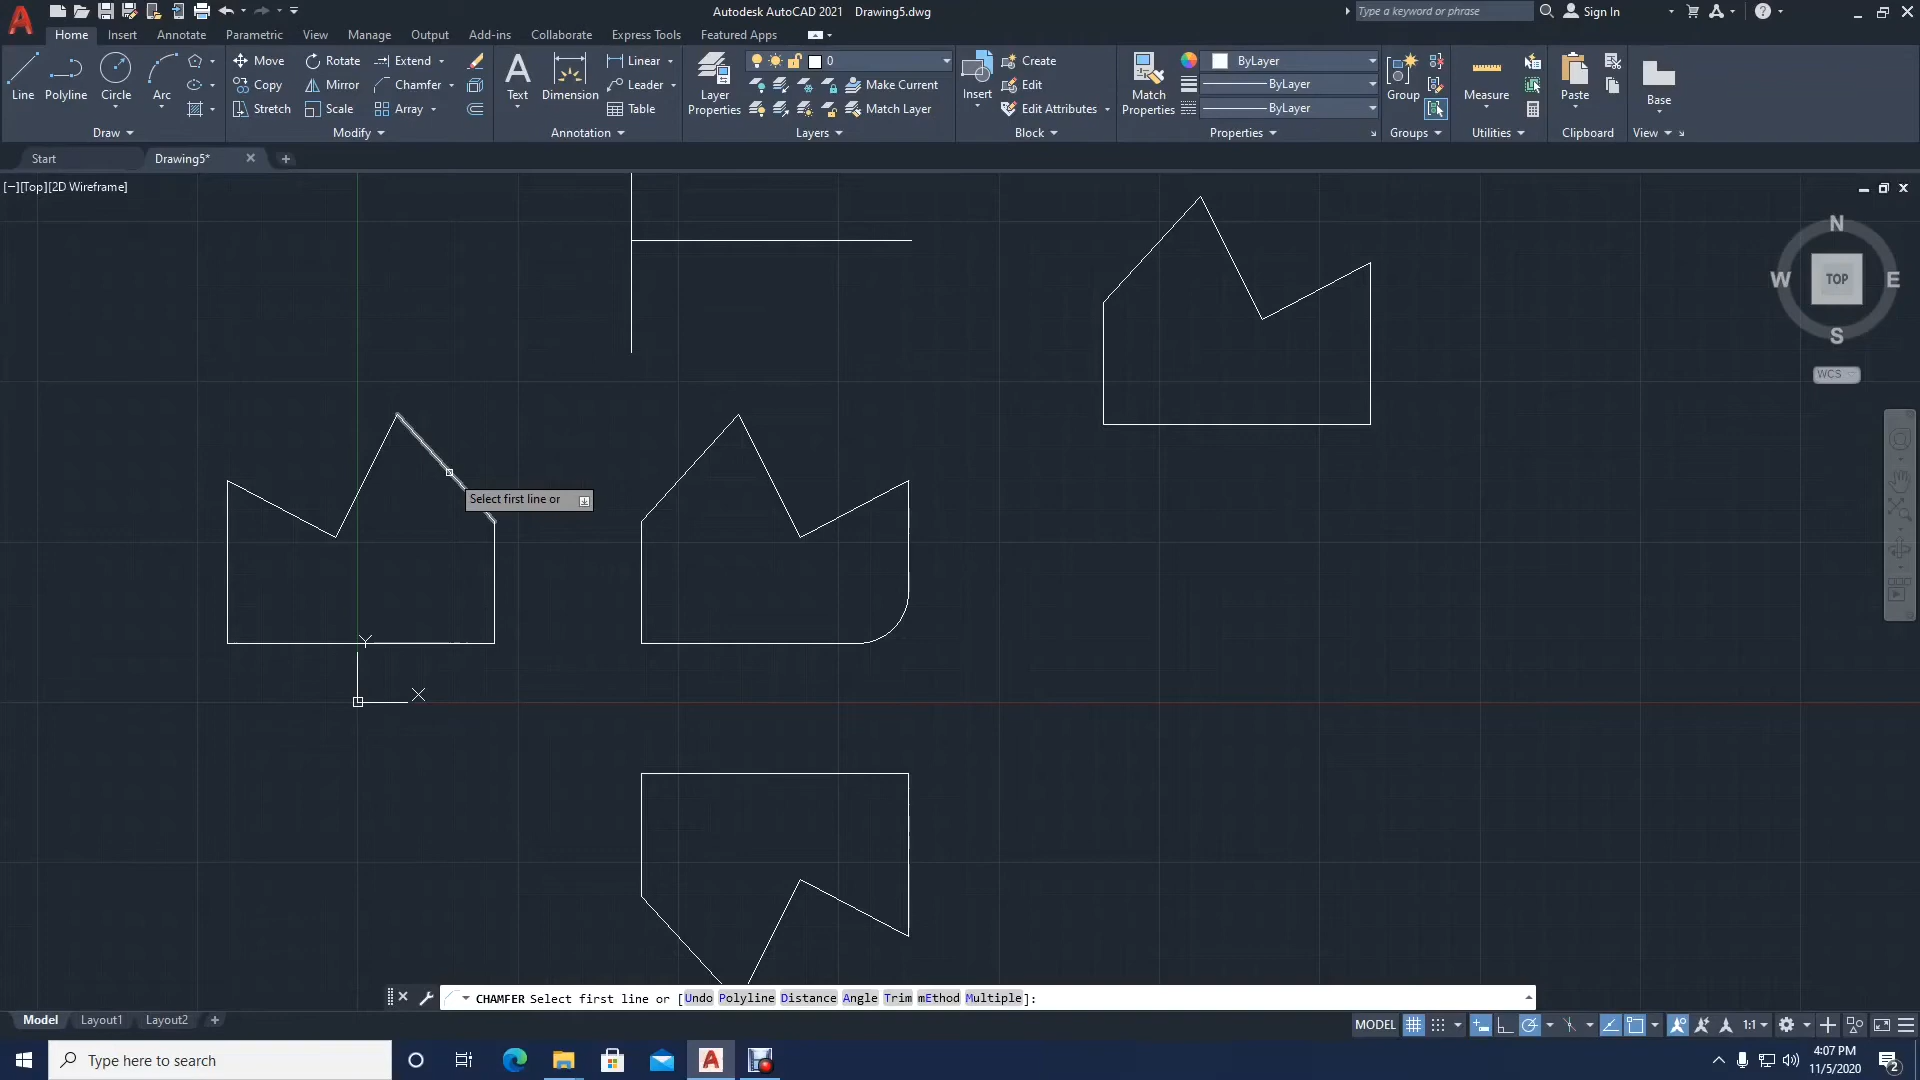 Autodesk AutoCAD 2021 Drawing5.dwg
Type a keyword or phrase
Sign In
Home Insert Annotate Parametric View Manage Output Add-ins Collaborate Express Tools Featured Apps
Line
Polyline
Circle
Arc
Draw
Move
Copy
Stretch
Rotate
Mirror
Scale
Extend
Chamfer
Array
Modify
Text
Dimension
Linear
Leader
Table
Annotation
Layer
Properties
0
Make Current
Match Layer
Layers
Insert
Create
Edit
Edit Attributes
Block
Match
Properties
ByLayer
ByLayer
ByLayer
Properties
Group
Groups
Measure
Utilities
Paste
Clipboard
Base
View
Start
Drawing5*
[−][Top][2D Wireframe]
N
W
TOP
E
S
WCS
Select first line or
Y
X
CHAMFER Select first line or [Undo Polyline Distance Angle Trim mEthod Multiple]:
Model Layout1 Layout2
MODEL
1:1
Type here to search
4:07 PM
11/5/2020
2